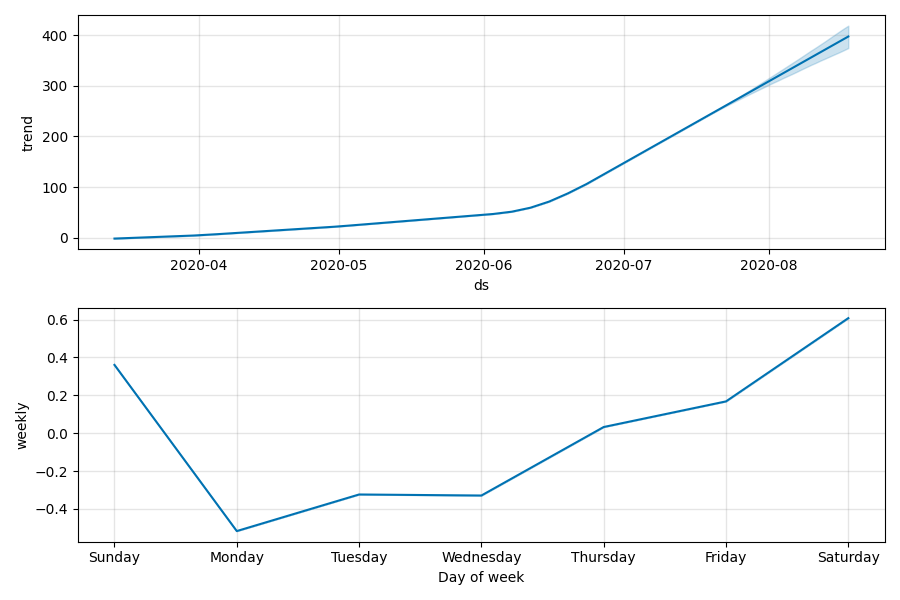 400
300
200
100
0
trend
2020-04 2020-05 2020-06 2020-07 2020-08
ds
0.6
0.4
0.2
0.0
−0.2
−0.4
weekly
Sunday Monday Tuesday Wednesday Thursday Friday Saturday
Day of week